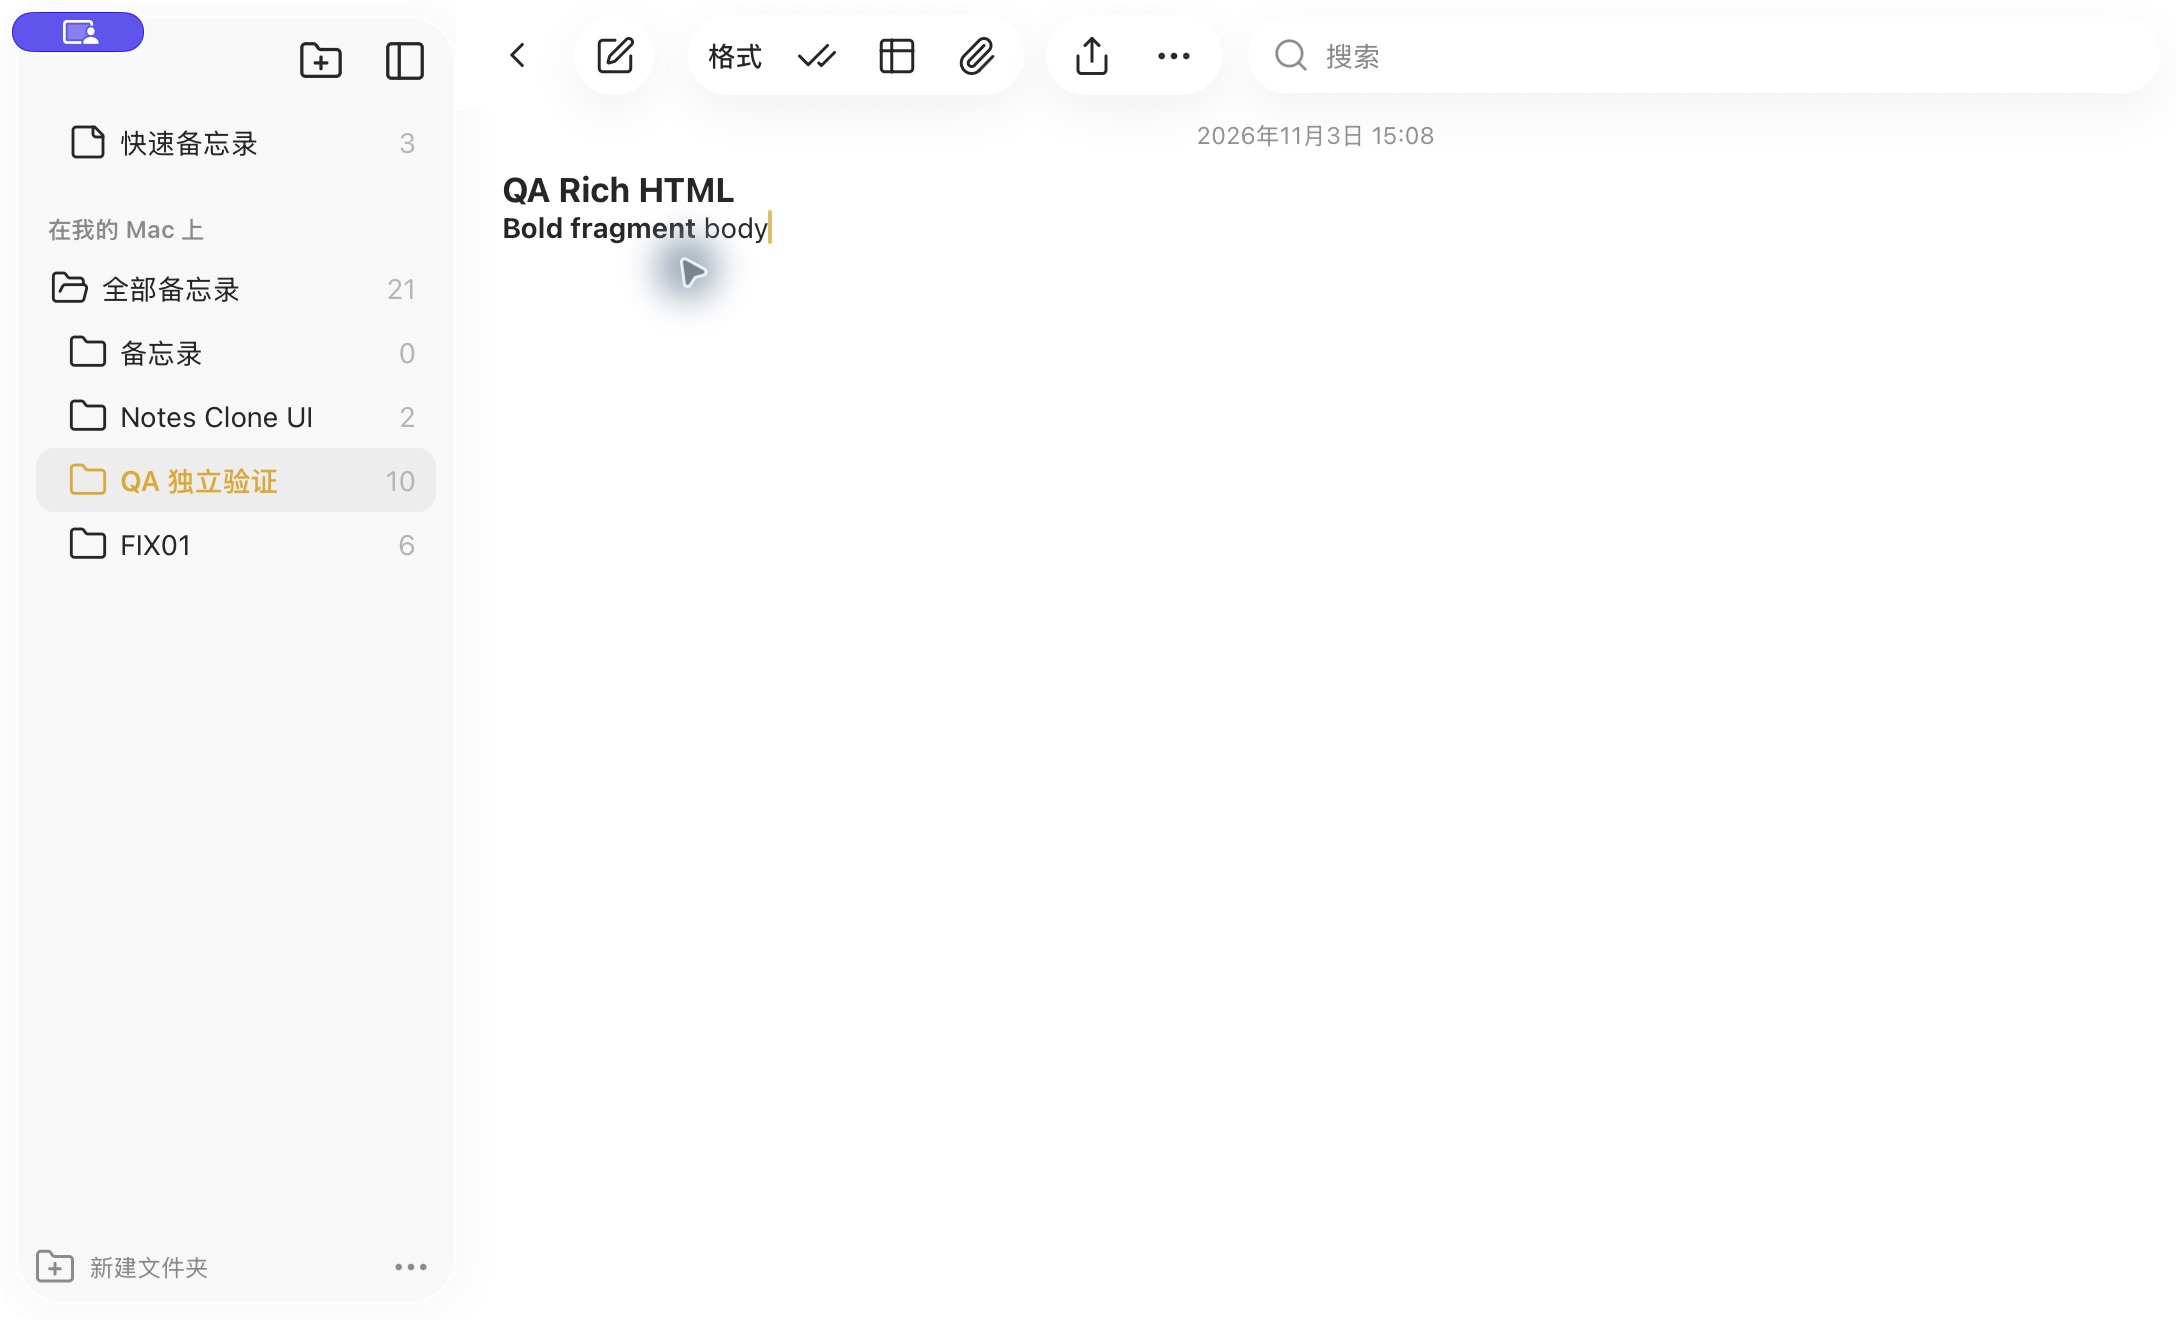 快速备忘录 3
在我的 Mac 上
全部备忘录 21
备忘录 0
Notes Clone UI 2
QA 独立验证 10
FIX01 6
新建文件夹
格式
搜索
2026年11月3日 15:08
QA Rich HTML
Bold fragment body